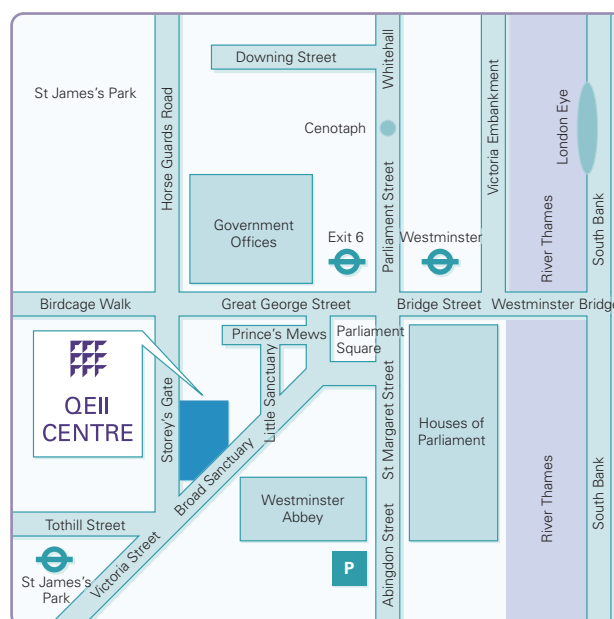 Downing Street
Whitehall
St James's Park
Horse Guards Road
Cenotaph
Victoria Embankment
London Eye
Government
Offices
Parliament Street
Exit 6
Westminster
River Thames
South Bank
Birdcage Walk
Great George Street
Bridge Street
Westminster Bridge
Prince's Mews
Parliament
Square
QEII
CENTRE
Storey's Gate
Little Sanctuary
St Margaret Street
Houses of
Parliament
Broad Sanctuary
Westminster
Abbey
River Thames
South Bank
Tothill Street
Victoria Street
Abingdon Street
P
St James's
Park